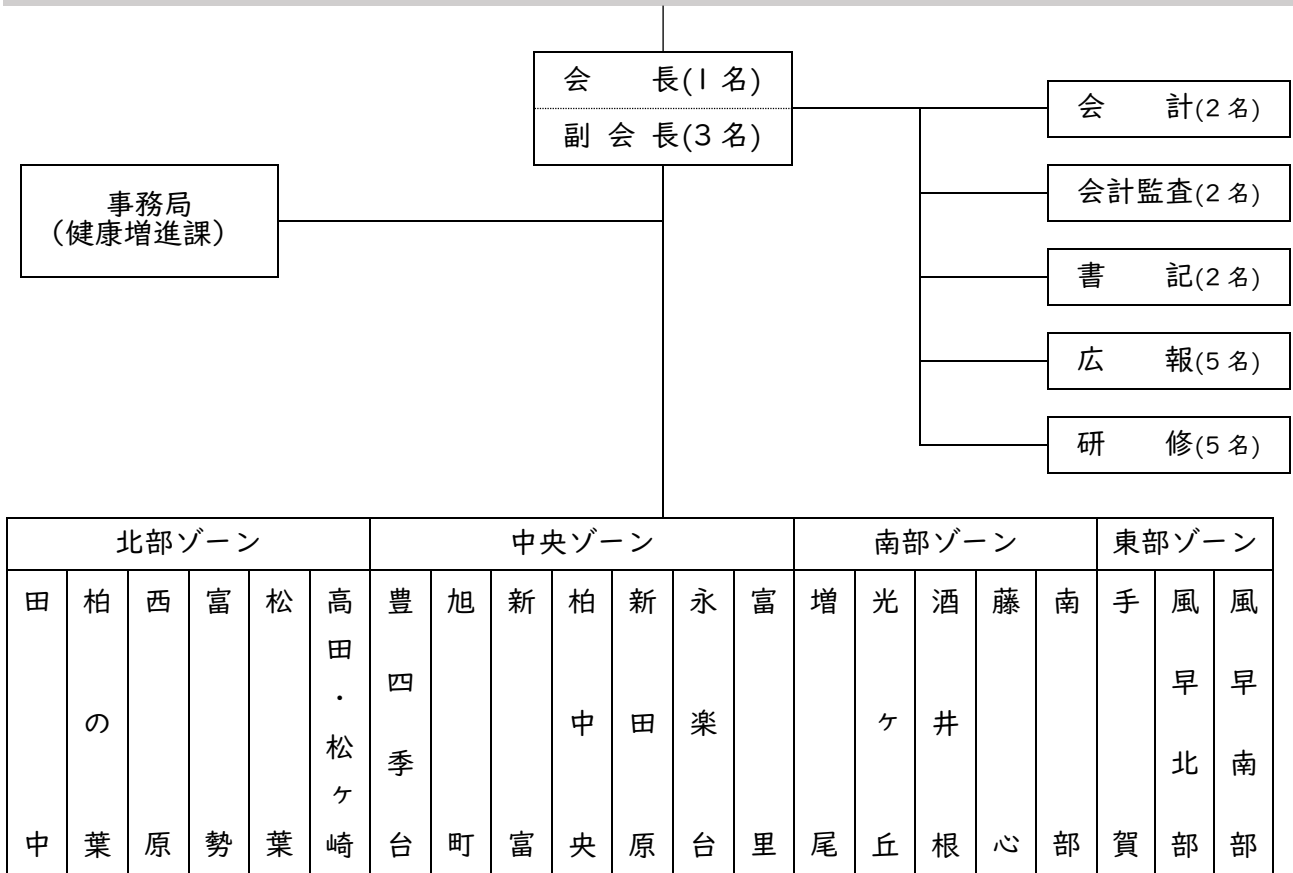 会 長(1名)
副会長(3名)
会 計(2名)
会計監査(2名)
書 記(2名)
広 報(5名)
研 修(5名)
事務局
(健康増進課)
北部ゾーン
中央ゾーン
南部ゾーン
東部ゾーン
田中
柏の葉
西原
富勢
松葉
高田・松ヶ崎
豊四季台
旭町
新富
柏中央
新田原
永楽台
富里
増尾
光ケ丘
酒井根
藤心
南部
手賀
風早北部
風早南部